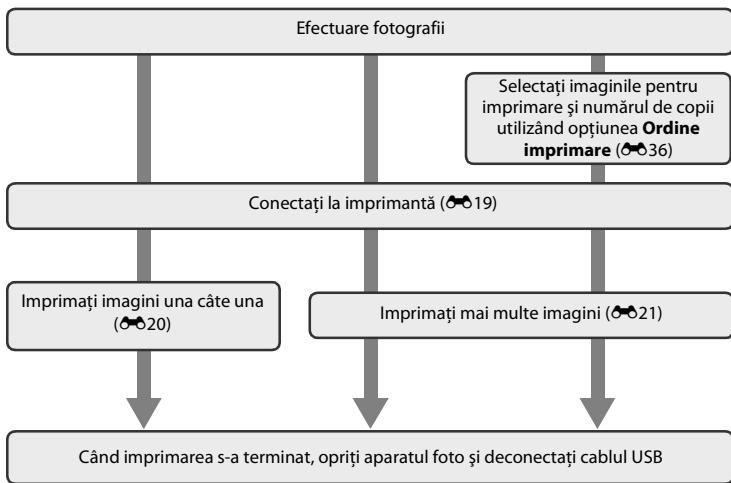 Efectuare fotografii
Selectați imaginile pentru
imprimare și numărul de copii
utilizând opțiunea Ordine
imprimare (36)
Conectați la imprimantă (19)
Imprimați imagini una câte una
(20)
Imprimați mai multe imagini (21)
Când imprimarea s-a terminat, opriți aparatul foto și deconectați cablul USB